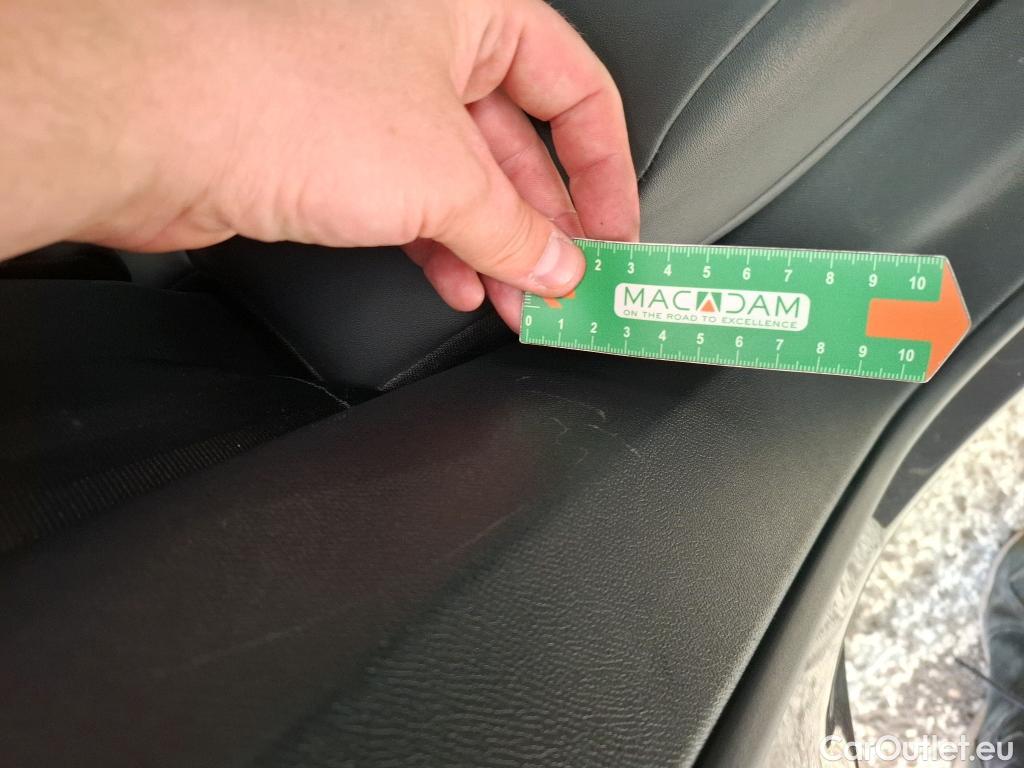 2 3 4 5 6 7 8 9 10
MACADAM
ON THE ROAD TO EXCELLENCE
0 1 2 3 4 5 6 7 8 9 10
CarOutlet.eu